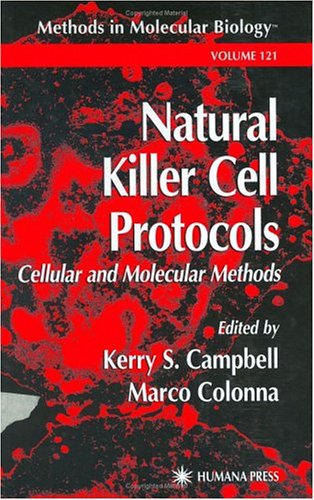 Methods in Molecular Biology™
VOLUME 121
Natural
Killer Cell
Protocols
Cellular and Molecular Methods
Edited by
Kerry S. Campbell
Marco Colonna
HUMANA PRESS